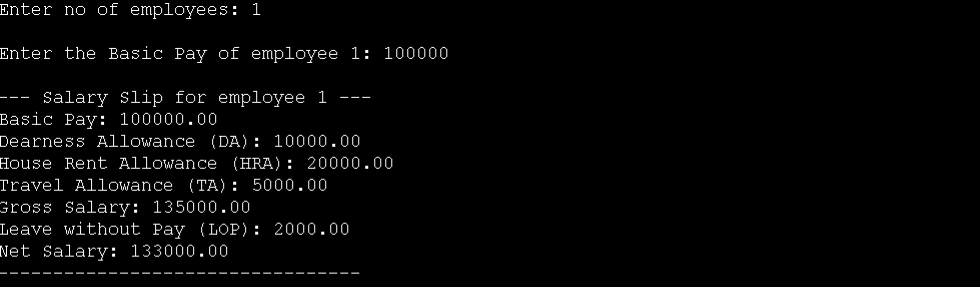 Enter no of employees: 1
Enter the Basic Pay of employee 1: 100000
--- Salary Slip for employee 1 ---
Basic Pay: 100000.00
Dearness Allowance (DA): 10000.00
House Rent Allowance (HRA): 20000.00
Travel Allowance (TA): 5000.00
Gross Salary: 135000.00
Leave without Pay (LOP): 2000.00
Net Salary: 133000.00
---------------------------------